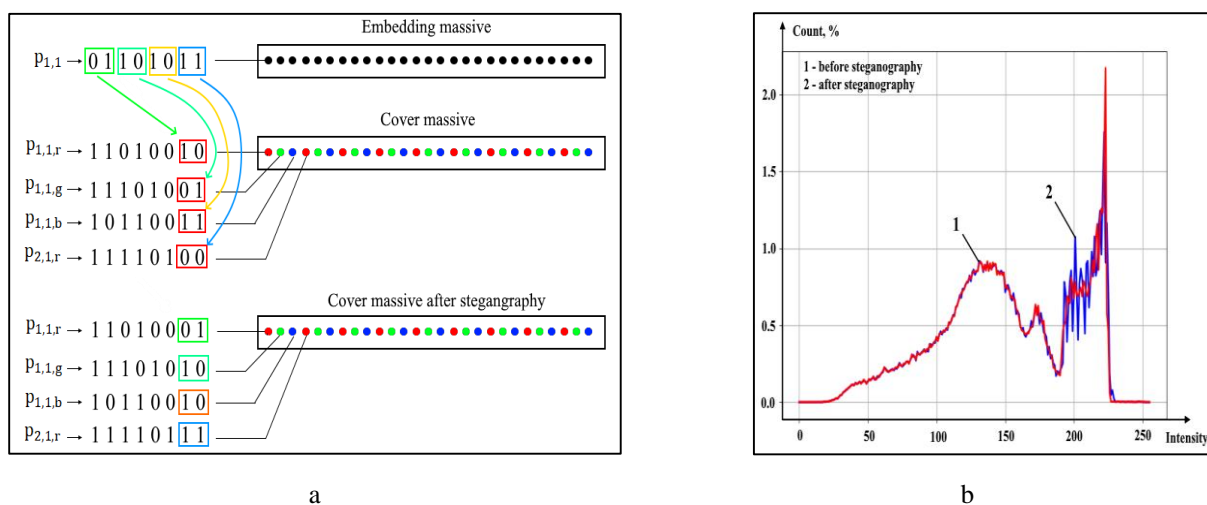 Embedding massive
p1,1 → 0 1 1 0 1 0 1 1
Cover massive
p1,1,r → 1 1 0 1 0 0 1 0
p1,1,g → 1 1 1 0 1 0 0 1
p1,1,b → 1 0 1 1 0 0 1 1
p2,1,r → 1 1 1 1 0 1 0 0
Cover massive after stegangraphy
p1,1,r → 1 1 0 1 0 0 0 1
p1,1,g → 1 1 1 0 1 0 1 0
p1,1,b → 1 0 1 1 0 0 1 0
p2,1,r → 1 1 1 1 0 1 1 1
a
Count, %
1 - before steganography
2 - after steganography
2.0
1.5
1.0
0.5
0.0
1
2
0 50 100 150 200 250
Intensity
b